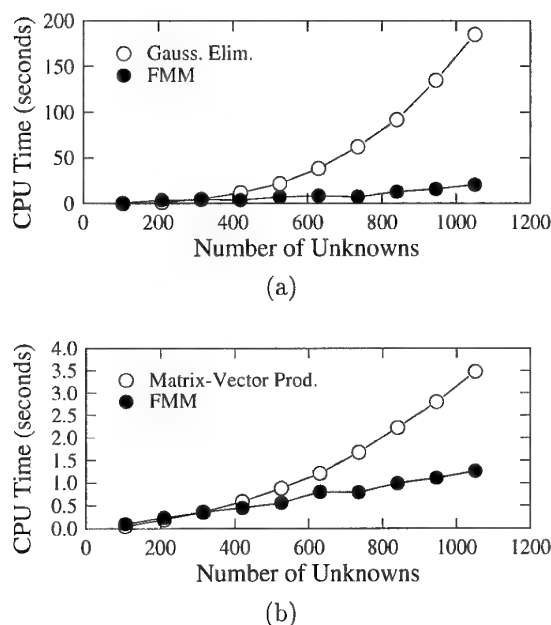 (a)
200
150
100
50
0
CPU Time (seconds)
Gauss. Elim.
FMM
0 200 400 600 800 1000 1200
Number of Unknowns
(a)
4.0
3.5
3.0
2.5
2.0
1.5
1.0
0.5
0.0
CPU Time (seconds)
Matrix-Vector Prod.
FMM
0 200 400 600 800 1000 1200
Number of Unknowns
(b)